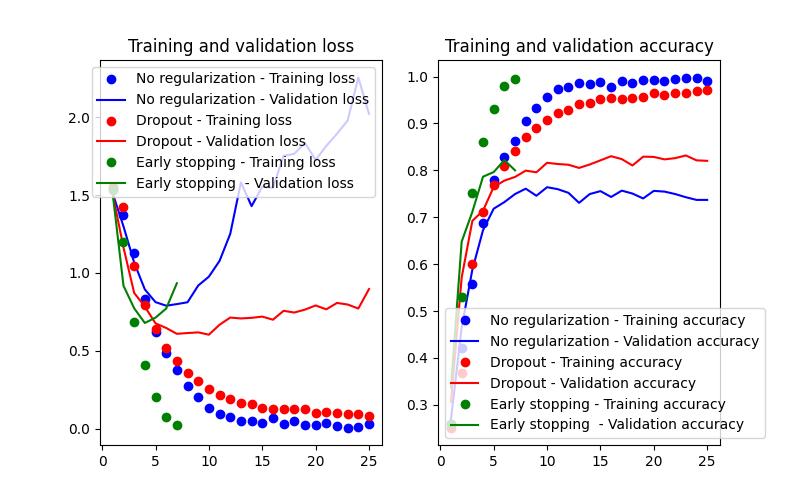 Training and validation loss
No regularization - Training loss
No regularization - Validation loss
Dropout - Training loss
Dropout - Validation loss
Early stopping - Training loss
Early stopping - Validation loss
2.0
1.5
1.0
0.5
0.0
0
5
10
15
20
25
Training and validation accuracy
1.0
0.9
0.8
0.7
0.6
0.5
0.4
0.3
No regularization - Training accuracy
No regularization - Validation accuracy
Dropout - Training accuracy
Dropout - Validation accuracy
Early stopping - Training accuracy
Early stopping  - Validation accuracy
0
5
10
15
20
25